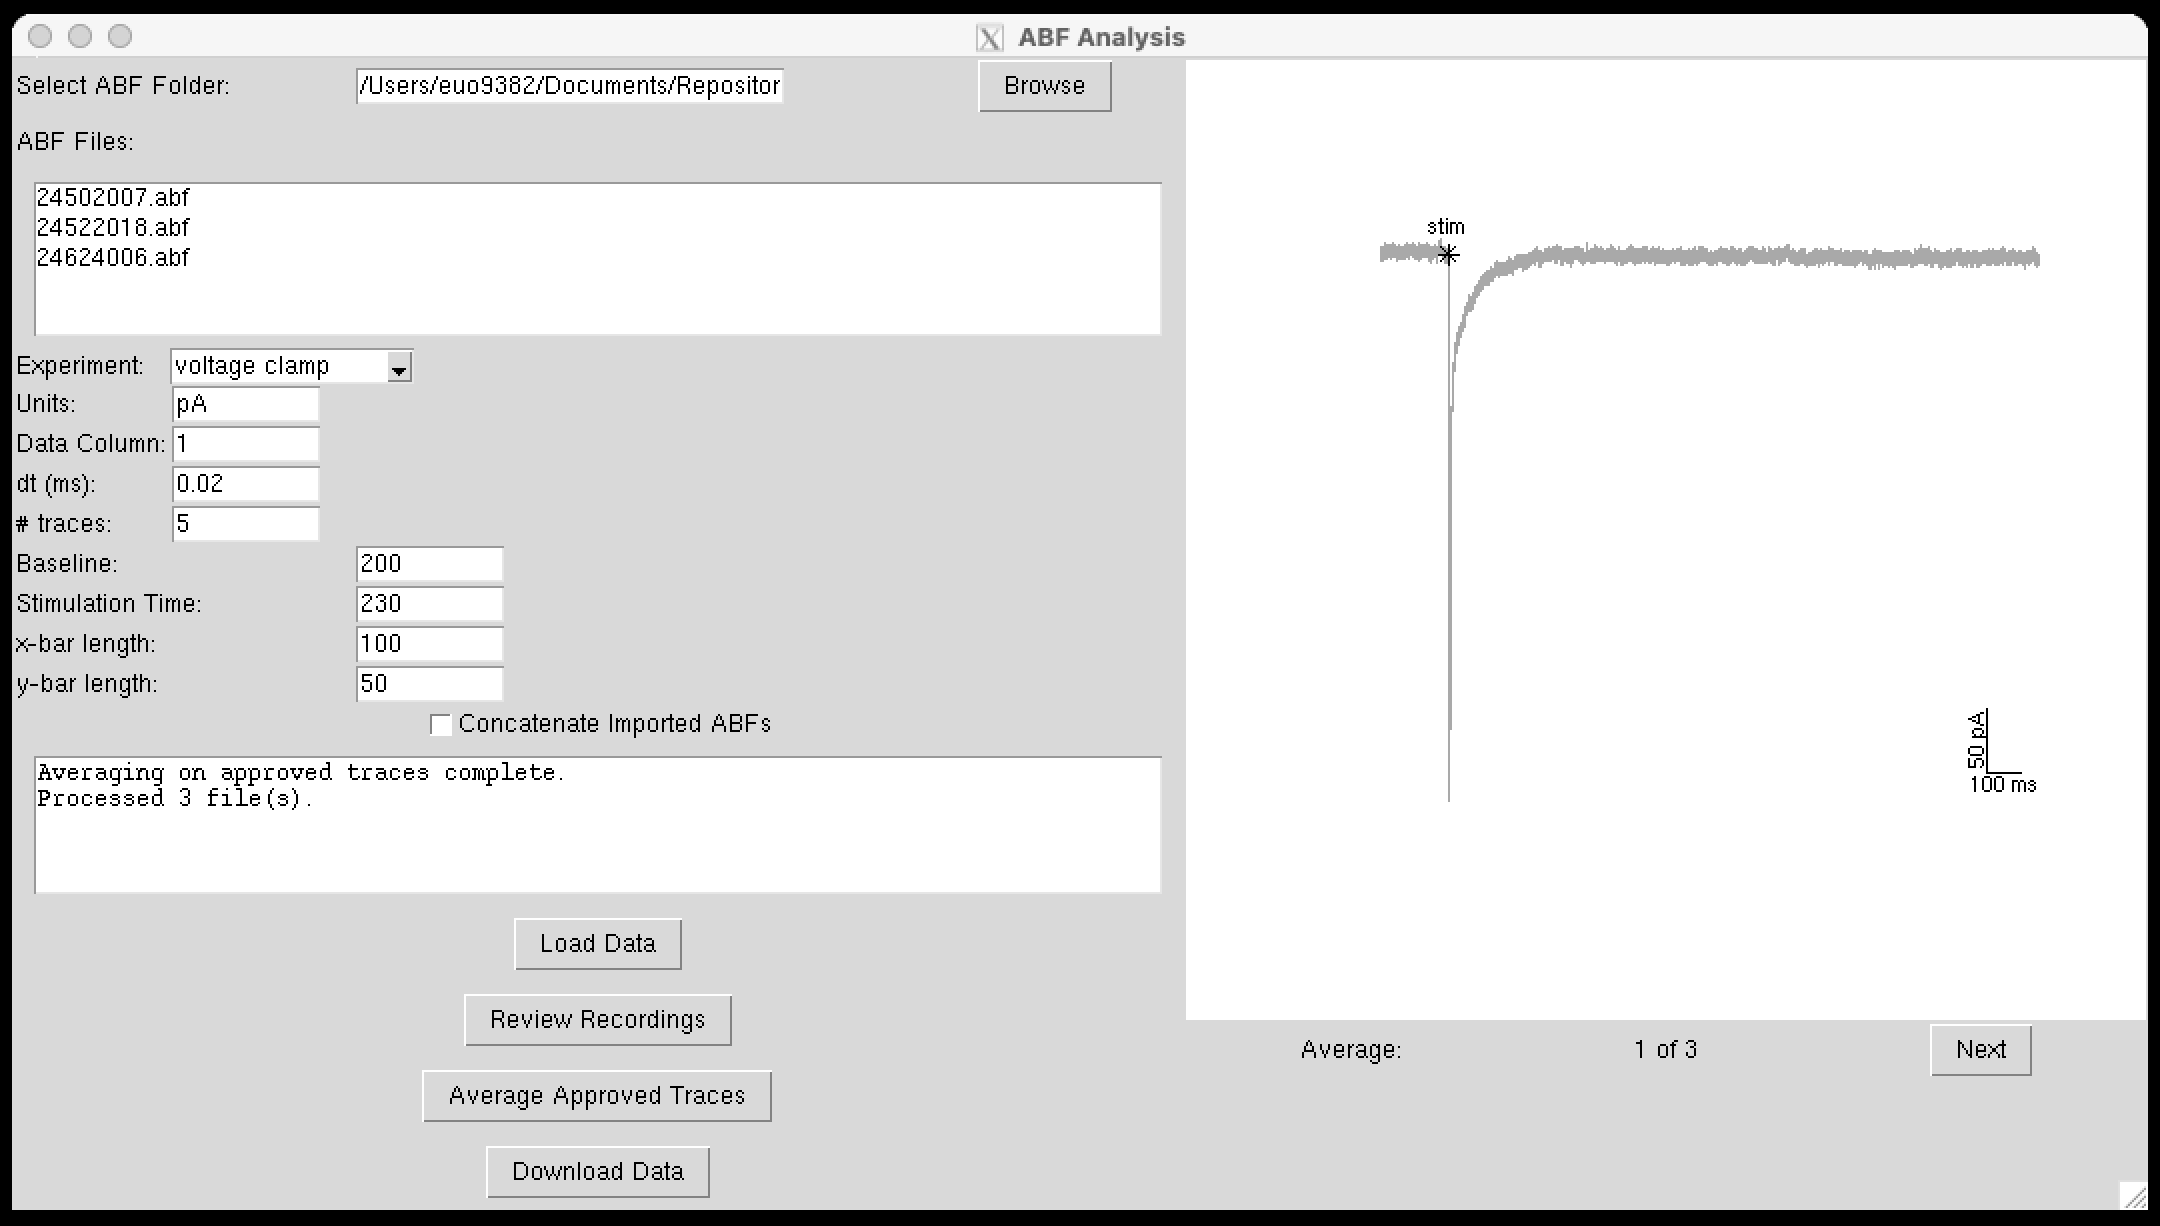 ABF Analysis
Select ABF Folder: /Users/euo9382/Documents/Repositor Browse
ABF Files:
24502007.abf
24522018.abf
24624006.abf
Experiment: voltage clamp
Units: pA
Data Column: 1
dt (ms): 0.02
# traces: 5
Baseline: 200
Stimulation Time: 230
x-bar length: 100
y-bar length: 50
Concatenate Imported ABFs
Averaging on approved traces complete.
Processed 3 file(s).
Load Data
Review Recordings
Average Approved Traces
Download Data
stim
50 pA
100 ms
Average: 1 of 3 Next